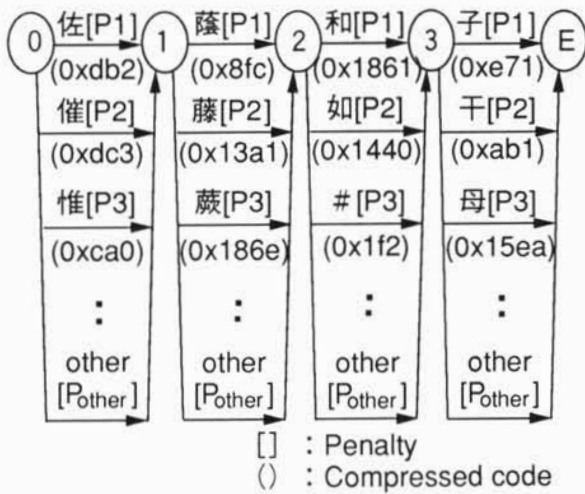 佐[P1] 蔭[P1] 和[P1] 子[P1]
0 1 2 3 E
(0xdb2) (0x8fc) (0x1861) (0xe71)
催[P2] 藤[P2] 如[P2] 干[P2]
(0xdc3) (0x13a1) (0x1440) (0xab1)
惟[P3] 蕨[P3] #[P3] 母[P3]
(0xca0) (0x186e) (0x1f2) (0x15ea)
: : : :
other other other other
[Pother] [Pother] [Pother] [Pother]
[] : Penalty
() : Compressed code